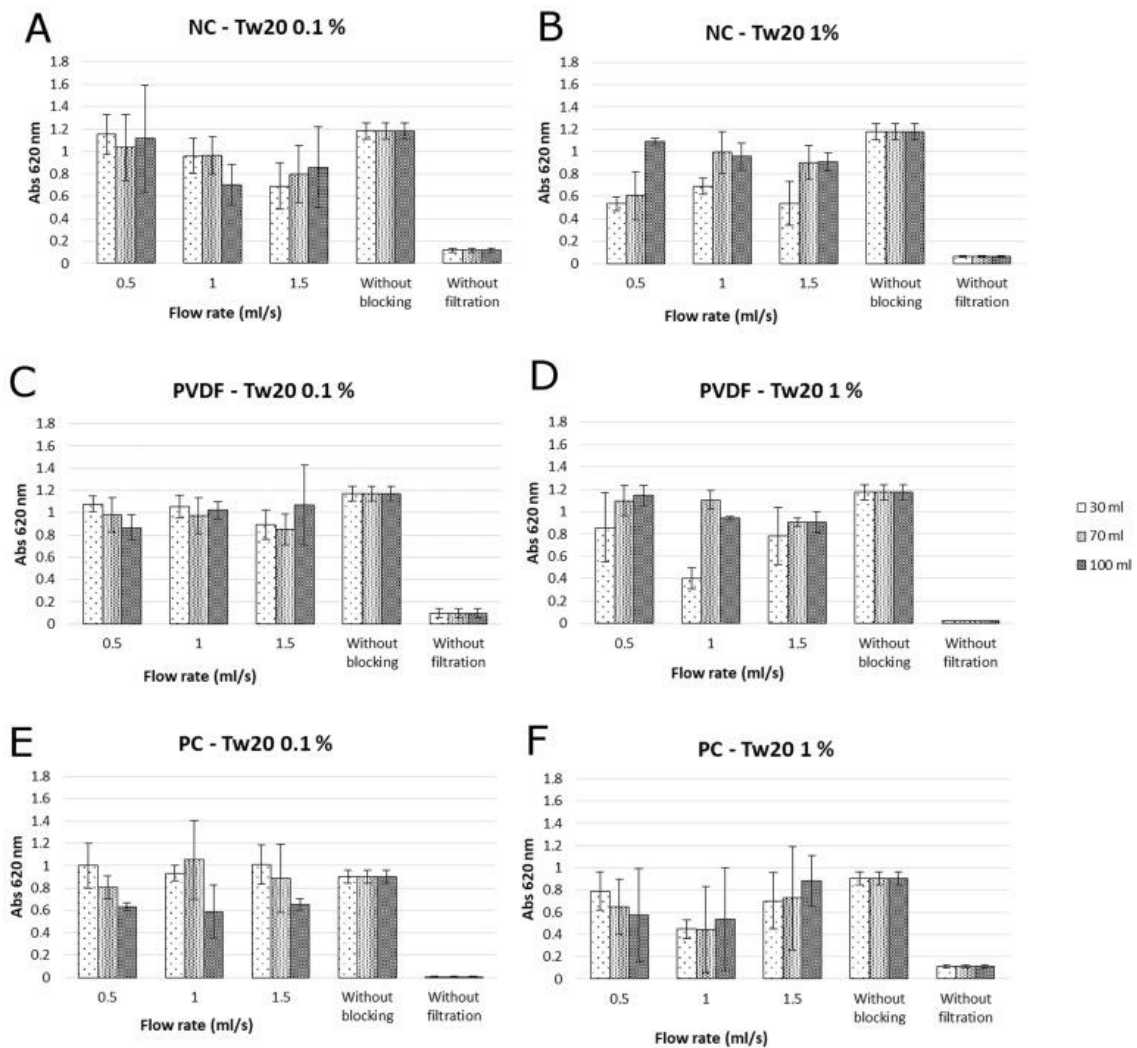 A
NC - Tw20 0.1 %
Abs 620 nm
1.8
1.6
1.4
1.2
1
0.8
0.6
0.4
0.2
0
0.5
1
1.5
Without
blocking
Without
filtration
Flow rate (ml/s)
B
NC - Tw20 1%
Abs 620 nm
1.8
1.6
1.4
1.2
1
0.8
0.6
0.4
0.2
0
0.5
1
1.5
Without
blocking
Without
filtration
Flow rate (ml/s)
C
PVDF - Tw20 0.1 %
Abs 620 nm
1.8
1.6
1.4
1.2
1
0.8
0.6
0.4
0.2
0
0.5
1
1.5
Without
blocking
Without
filtration
Flow rate (ml/s)
D
PVDF - Tw20 1 %
Abs 620 nm
1.8
1.6
1.4
1.2
1
0.8
0.6
0.4
0.2
0
0.5
1
1.5
Without
blocking
Without
filtration
Flow rate (ml/s)
30 ml
70 ml
100 ml
E
PC - Tw20 0.1 %
Abs 620 nm
1.8
1.6
1.4
1.2
1
0.8
0.6
0.4
0.2
0
0.5
1
1.5
Without
blocking
Without
filtration
Flow rate (ml/s)
F
PC - Tw20 1 %
Abs 620 nm
1.8
1.6
1.4
1.2
1
0.8
0.6
0.4
0.2
0
0.5
1
1.5
Without
blocking
Without
filtration
Flow rate (ml/s)